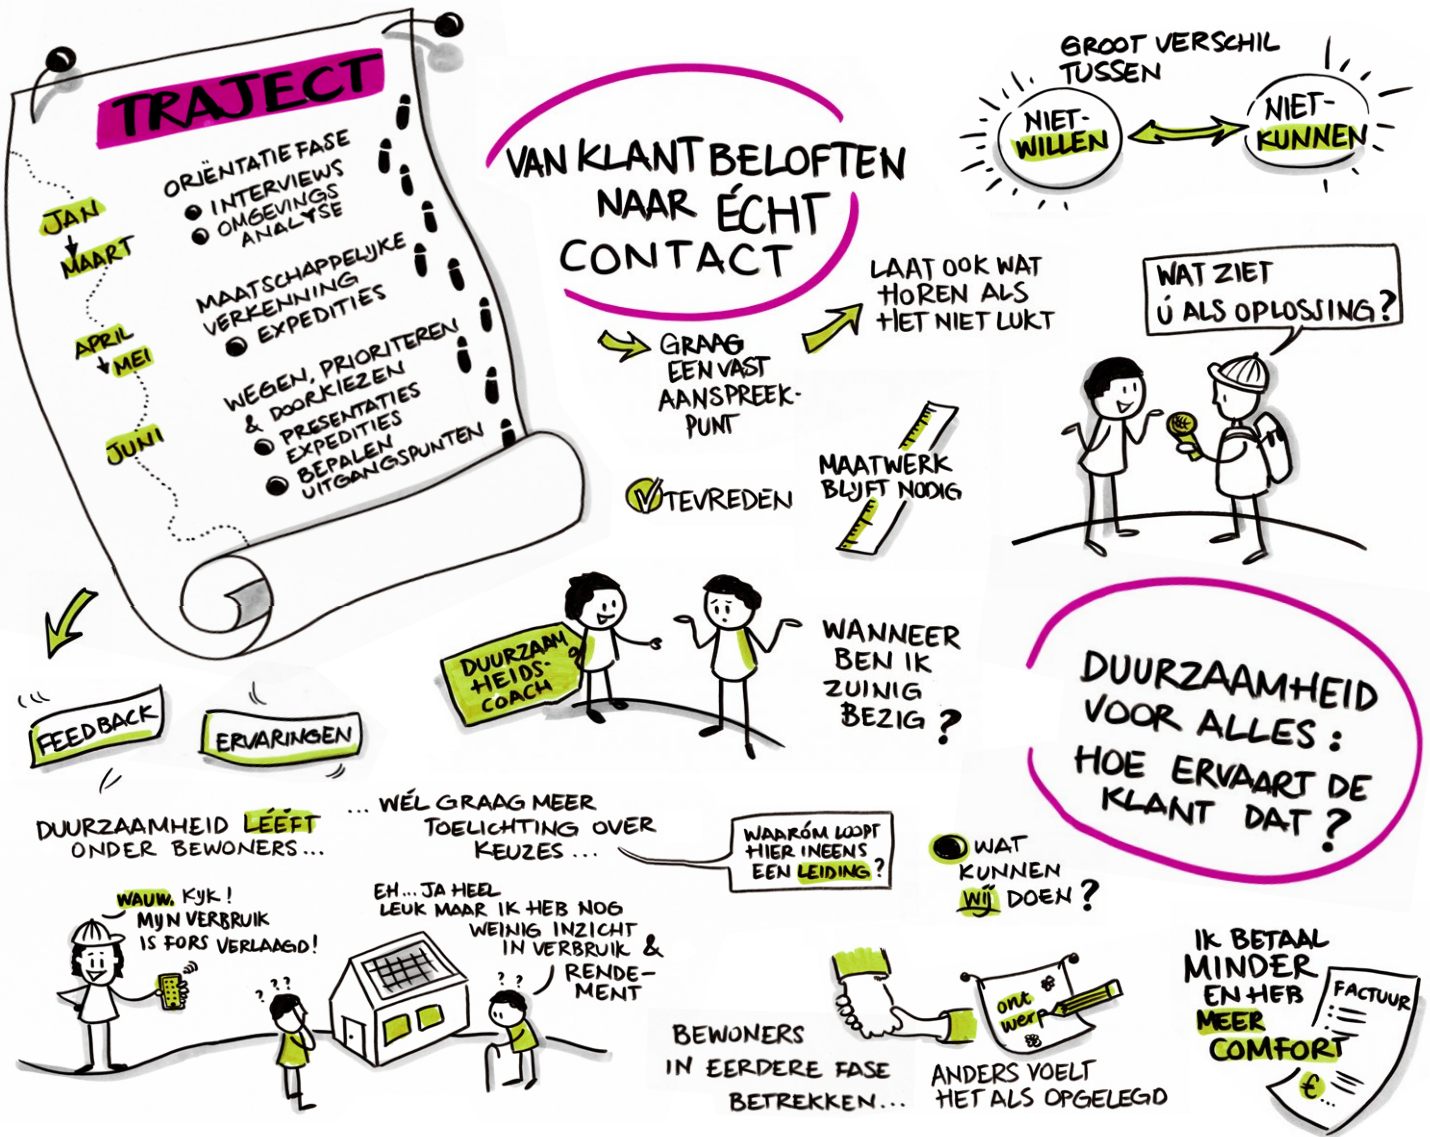 TRAJECT
JAN
MAART
APRIL
MEI
JUNI
ORIËNTATIE FASE
INTERVIEWS
OMGEVINGS
ANALYSE
MAATSCHAPPELIJKE
VERKENNING
EXPEDITIES
WEGEN, PRIORITEREN
& DOORKIEZEN
PRESENTATIES
EXPEDITIES
BEPALEN
UITGANGSPUNTEN
VAN KLANTBELOFTEN
NAAR ÉCHT
CONTACT
GRAAG
EEN VAST
AANSPREEK-
PUNT
LAAT OOK WAT
HOREN ALS
HET NIET LUKT
TEVREDEN
MAATWERK
BLIJFT NODIG
GROOT VERSCHIL
TUSSEN
NIET-
WILLEN
NIET-
KUNNEN
WAT ZIET
Ú ALS OPLOSSING?
DUURZAAM
HEIDS-
COACH
WANNEER
BEN IK
ZUINIG
BEZIG?
DUURZAAMHEID
VOOR ALLES:
HOE ERVAART DE
KLANT DAT?
FEEDBACK
ERVARINGEN
DUURZAAMHEID LÉÉFT
ONDER BEWONERS...
... WÉL GRAAG MEER
TOELICHTING OVER
KEUZES...
WAARÓM LOOPT
HIER INEENS
EEN LEIDING?
WAT
KUNNEN
WIJ DOEN?
WAUW. KIJK!
MIJN VERBRUIK
IS FORS VERLAAGD!
EH... JA HEEL
LEUK MAAR IK HEB NOG
WEINIG INZICHT
IN VERBRUIK &
RENDE-
MENT
? ? ?
? ?
BEWONERS
IN EERDERE FASE
BETREKKEN...
ont
werp
ANDERS VOELT
HET ALS OPGELEGD
IK BETAAL
MINDER
EN HEB
MEER
COMFORT
FACTUUR
€...